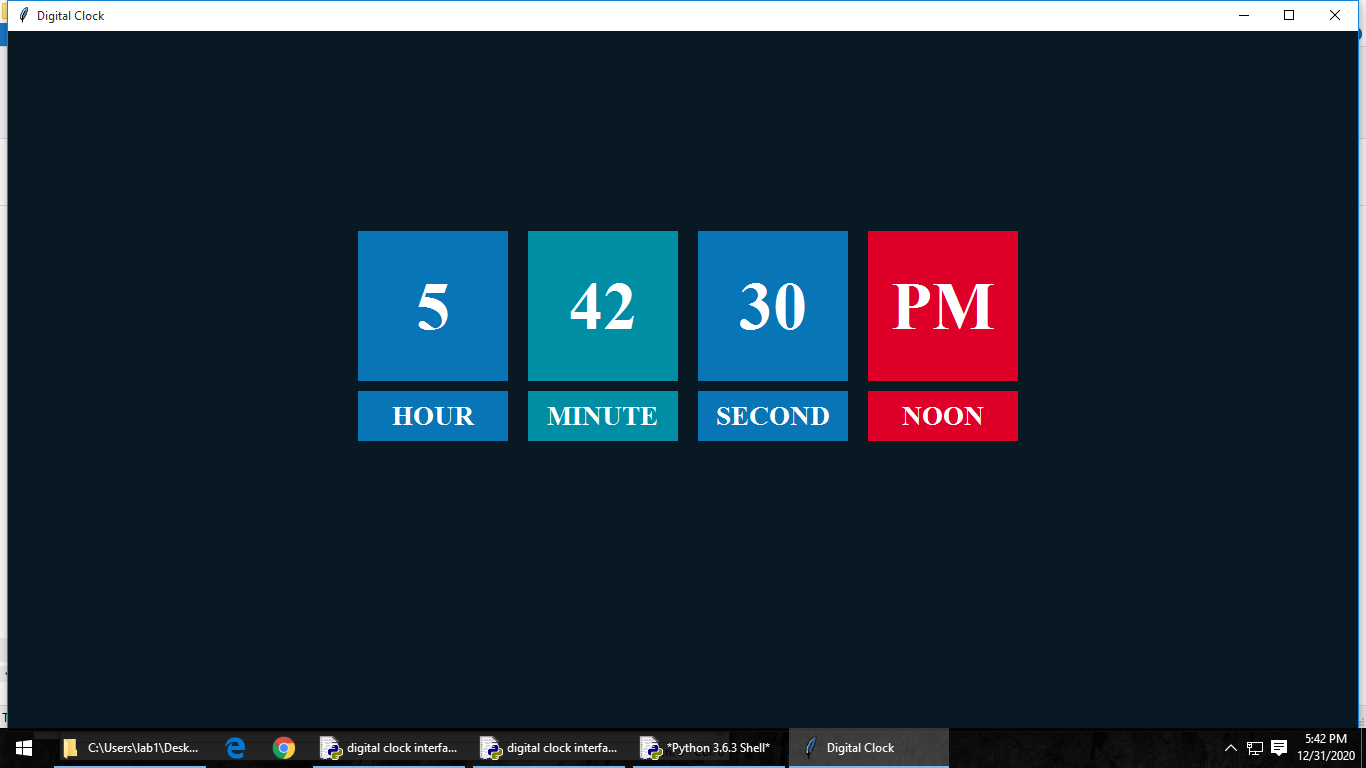 Digital Clock
5 42 30 PM
HOUR MINUTE SECOND NOON
C:\Users\lab1\Desk... digital clock interfa... digital clock interfa... *Python 3.6.3 Shell* Digital Clock
5:42 PM
12/31/2020